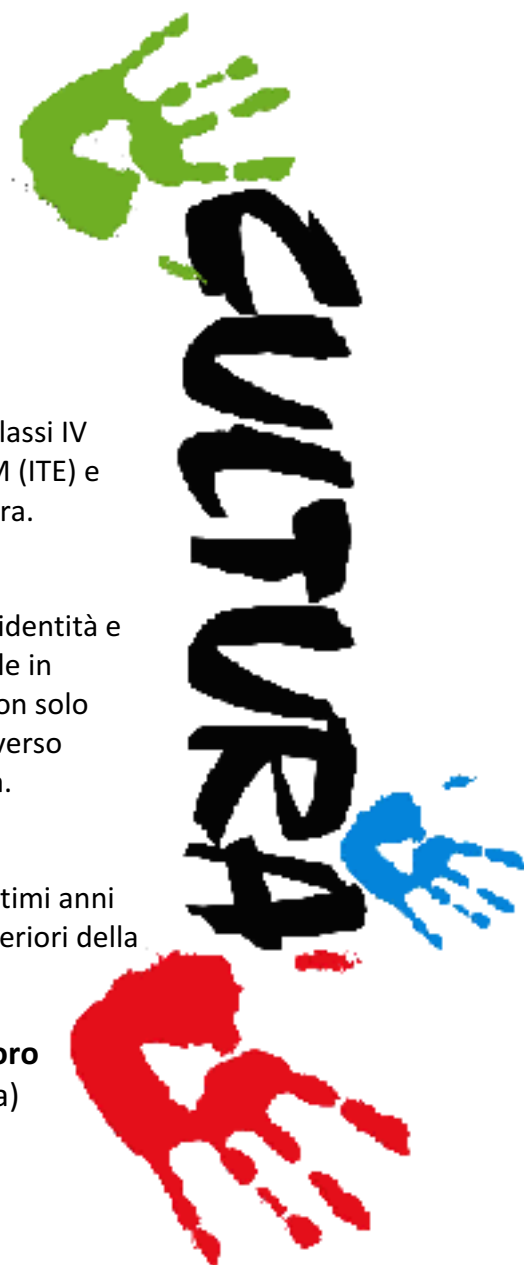 lassi IV
M (ITE) e
ra.
identità e
le in
on solo
verso
a.
timi anni
eriori della
oro
a)
CULTURA